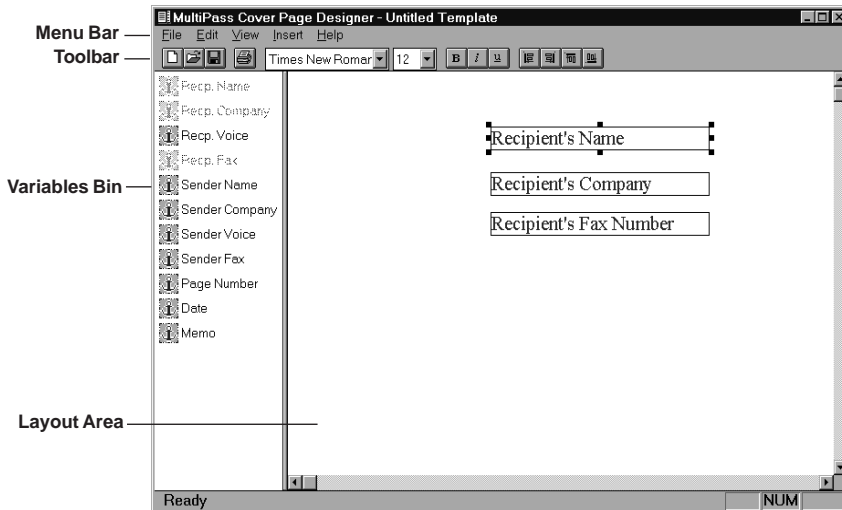 MultiPass Cover Page Designer - Untitled Template
Menu Bar
File Edit View Insert Help
Toolbar
Times New Roman 12 B i u
Recp. Name
Recp. Company
Recp. Voice
Recp. Fax
Variables Bin
Sender Name
Sender Company
Sender Voice
Sender Fax
Page Number
Date
Memo
Recipient's Name
Recipient's Company
Recipient's Fax Number
Layout Area
Ready NUM